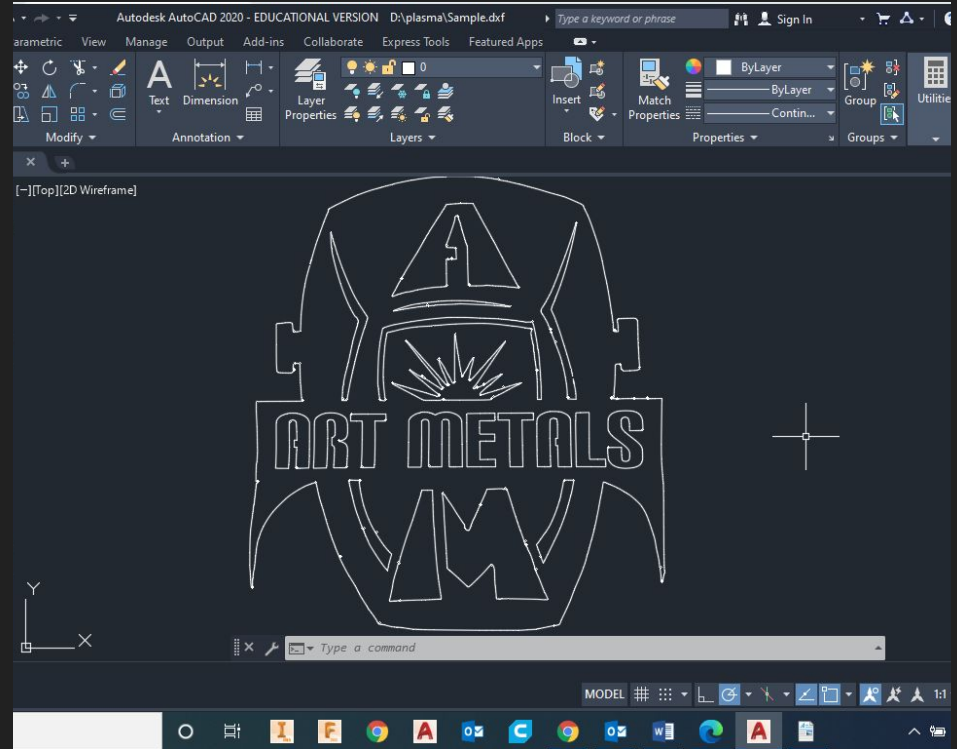 Autodesk AutoCAD 2020 - EDUCATIONAL VERSION D:\plasma\Sample.dxf Type a keyword or phrase Sign In
arametric View Manage Output Add-ins Collaborate Express Tools Featured Apps
A
Text
Dimension
Layer
Properties
0
Insert
Match
Properties
ByLayer
ByLayer
Contin...
Group
Utilitie
Modify Annotation Layers Block Properties Groups
[−][Top][2D Wireframe]
A
ART METALS
M
Y
X
Type a command
MODEL 1:1